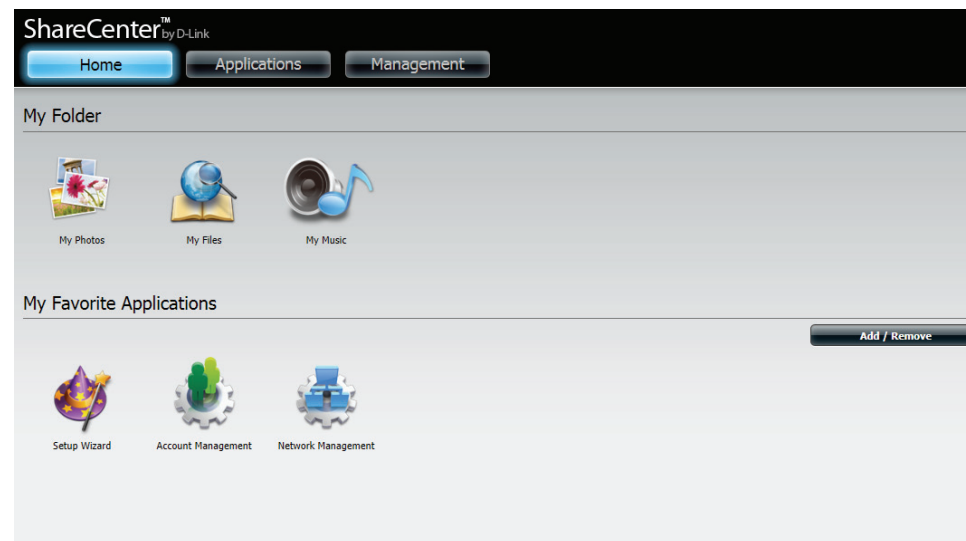 ShareCenter™ by D-Link
Home Applications Management
My Folder
My Photos My Files My Music
My Favorite Applications
Add / Remove
Setup Wizard Account Management Network Management